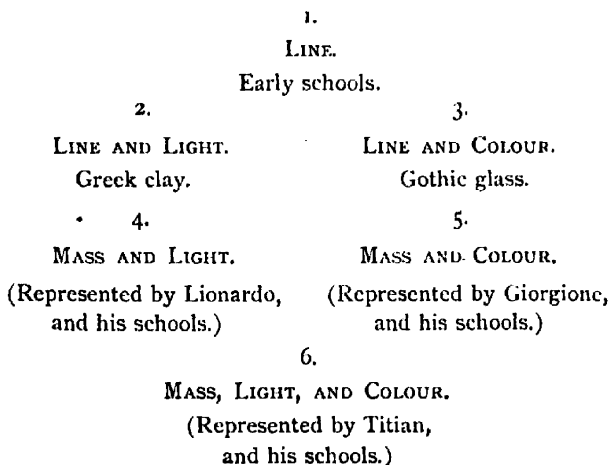 1.
LINE.
Early schools.
2. 3.
LINE AND LIGHT. LINE AND COLOUR.
Greek clay. Gothic glass.
4. 5.
MASS AND LIGHT. MASS AND COLOUR.
(Represented by Lionardo, (Represented by Giorgione,
and his schools.) and his schools.)
6.
MASS, LIGHT, AND COLOUR.
(Represented by Titian,
and his schools.)